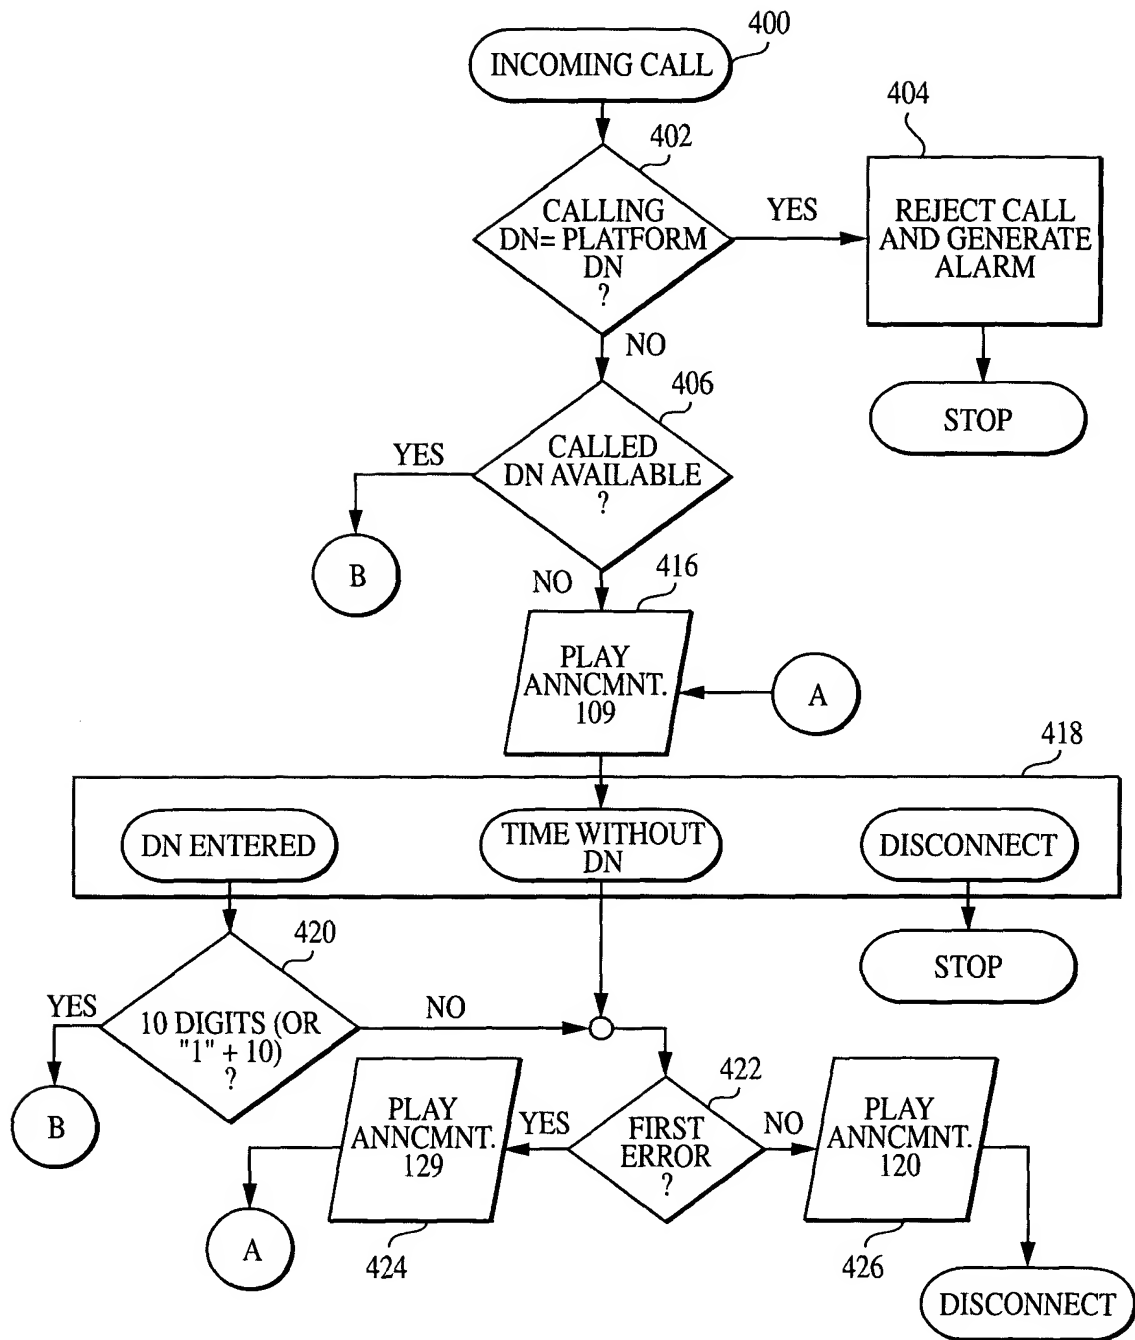 400
INCOMING CALL
402
404
CALLING
DN= PLATFORM
DN
?
YES
REJECT CALL
AND GENERATE
ALARM
NO
406
STOP
YES
CALLED
DN AVAILABLE
?
B
NO
416
PLAY
ANNCMNT.
109
A
418
DN ENTERED
TIME WITHOUT
DN
DISCONNECT
420
STOP
YES
10 DIGITS (OR
"1" + 10)
?
NO
B
422
PLAY
ANNCMNT.
129
YES
FIRST
ERROR
?
NO
PLAY
ANNCMNT.
120
A
424
426
DISCONNECT